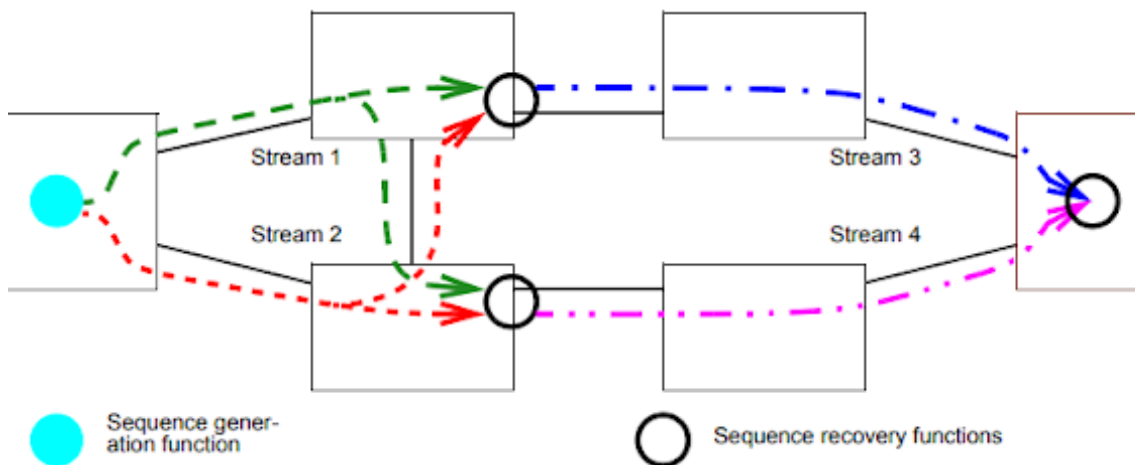 Stream 1
Stream 3
Stream 2
Stream 4
Sequence gener-
ation function
Sequence recovery functions